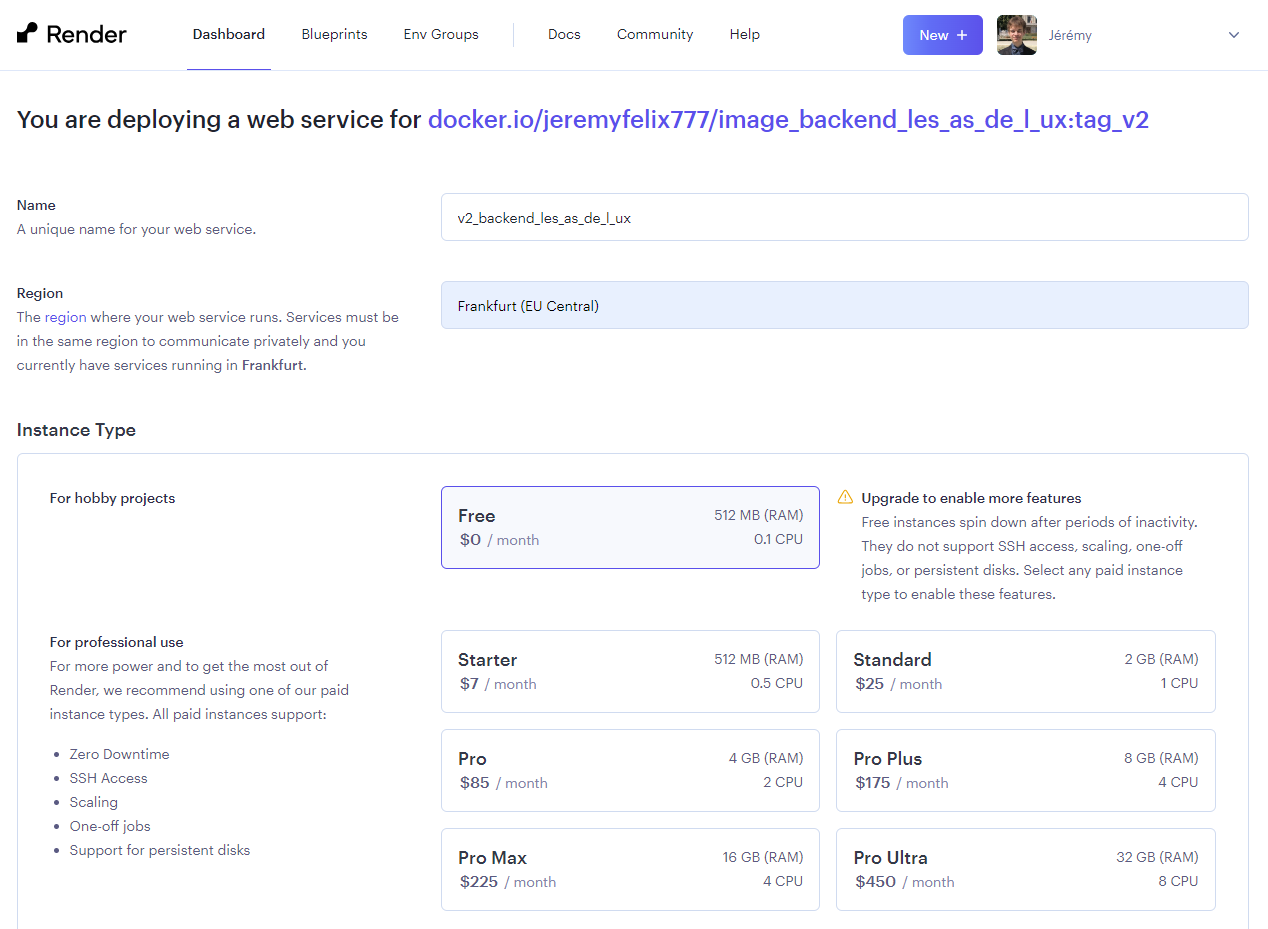 Render
Dashboard
Blueprints
Env Groups
Docs
Community
Help
New +
Jérémy
You are deploying a web service for docker.io/jeremyfelix777/image_backend_les_as_de_l_ux:tag_v2
Name
A unique name for your web service.
v2_backend_les_as_de_l_ux
Region
The region where your web service runs. Services must be
in the same region to communicate privately and you
currently have services running in Frankfurt.
Frankfurt (EU Central)
Instance Type
For hobby projects
Free
512 MB (RAM)
$0 / month
0.1 CPU
Upgrade to enable more features
Free instances spin down after periods of inactivity.
They do not support SSH access, scaling, one-off
jobs, or persistent disks. Select any paid instance
type to enable these features.
For professional use
For more power and to get the most out of
Render, we recommend using one of our paid
instance types. All paid instances support:
• Zero Downtime
• SSH Access
• Scaling
• One-off jobs
• Support for persistent disks
Starter
512 MB (RAM)
$7 / month
0.5 CPU
Standard
2 GB (RAM)
$25 / month
1 CPU
Pro
4 GB (RAM)
$85 / month
2 CPU
Pro Plus
8 GB (RAM)
$175 / month
4 CPU
Pro Max
16 GB (RAM)
$225 / month
4 CPU
Pro Ultra
32 GB (RAM)
$450 / month
8 CPU